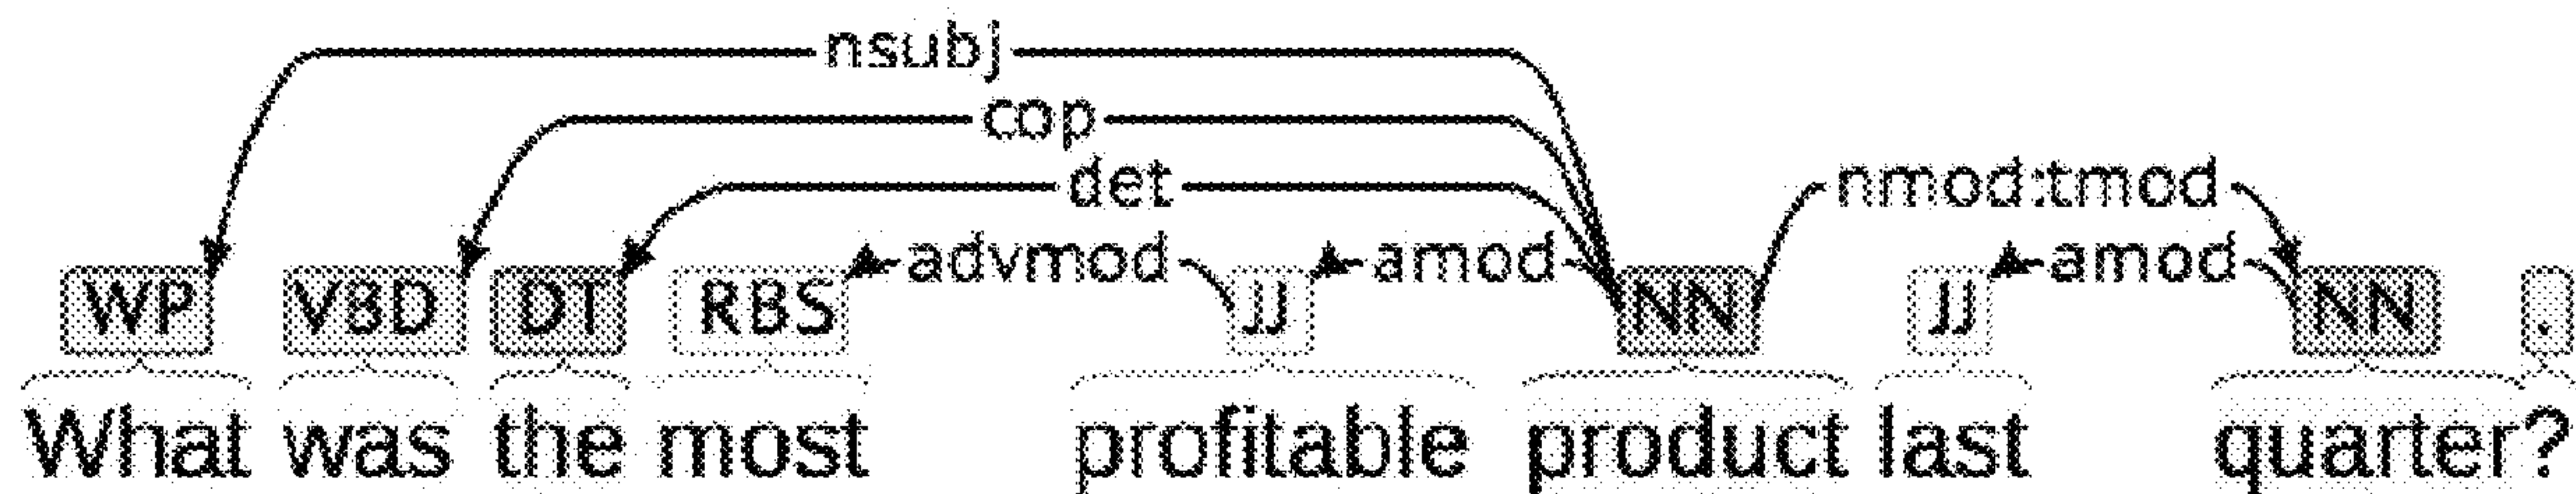 nsubj
cop
det nmod:tmod
advmod amod amod
WP VBD DT RBS JJ NN JJ NN .
What was the most profitable product last quarter?